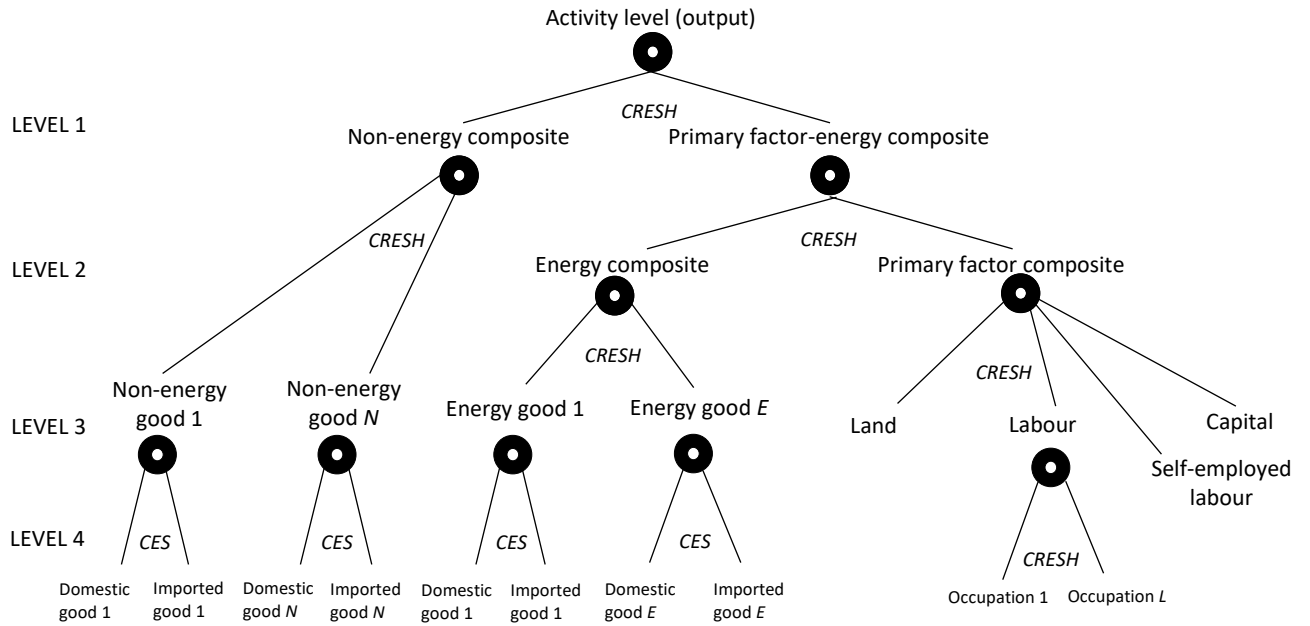 Activity level (output)
CRESH
LEVEL 1
Non-energy composite
Primary factor-energy composite
CRESH
CRESH
LEVEL 2
Energy composite
Primary factor composite
CRESH
CRESH
Non-energy
good 1
Non-energy
good N
Energy good 1
Energy good E
LEVEL 3
Land
Labour
Capital
Self-employed
labour
LEVEL 4
CES
CES
CES
CES
CRESH
Domestic
good 1
Imported
good 1
Domestic
good N
Imported
good N
Domestic
good 1
Imported
good 1
Domestic
good E
Imported
good E
Occupation 1
Occupation L